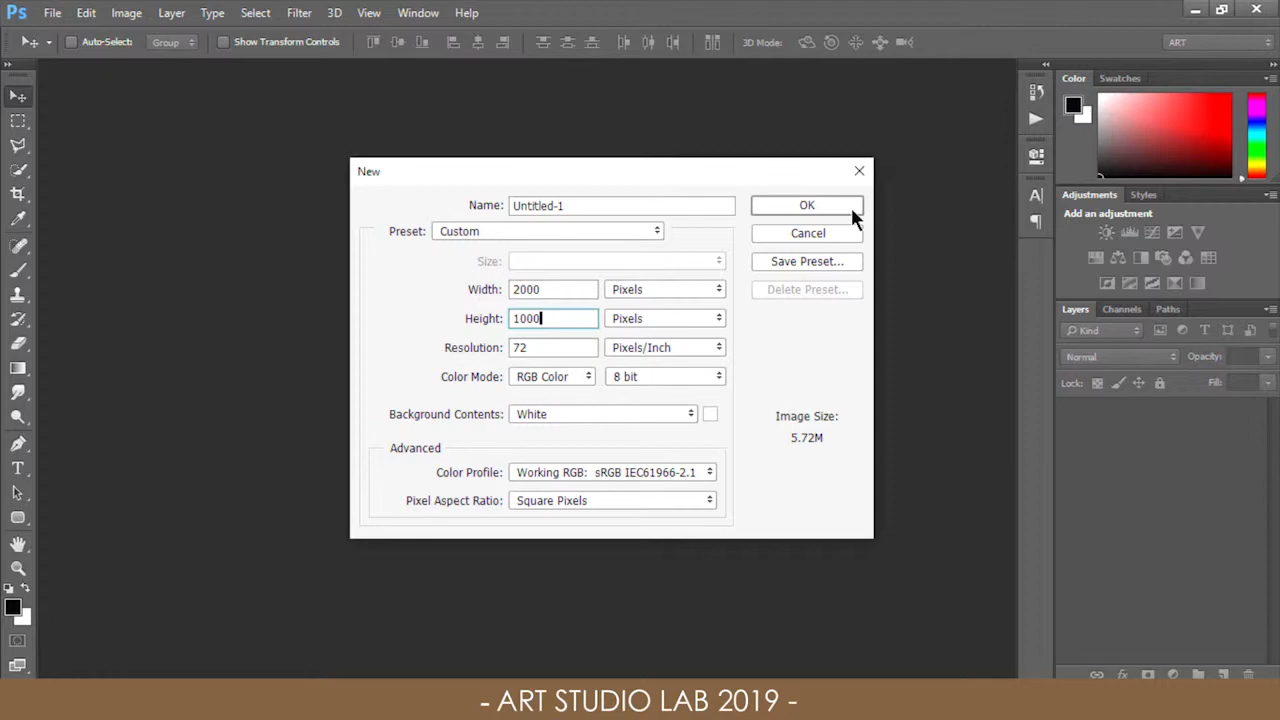 Ps File Edit Image Layer Type Select Filter 3D View Window Help
Auto-Select: Group Show Transform Controls 3D Mode: ART
Color Swatches
New
Name: Untitled-1 OK
Preset: Custom Cancel
Size: Save Preset...
Width: 2000 Pixels Delete Preset...
Height: 1000 Pixels
Resolution: 72 Pixels/Inch
Color Mode: RGB Color 8 bit
Background Contents: White
Image Size:
5.72M
Advanced
Color Profile: Working RGB: sRGB IEC61966-2.1
Pixel Aspect Ratio: Square Pixels
Adjustments Styles
Add an adjustment
Layers Channels Paths
Kind
Normal Opacity:
Lock: Fill:
- ART STUDIO LAB 2019 -